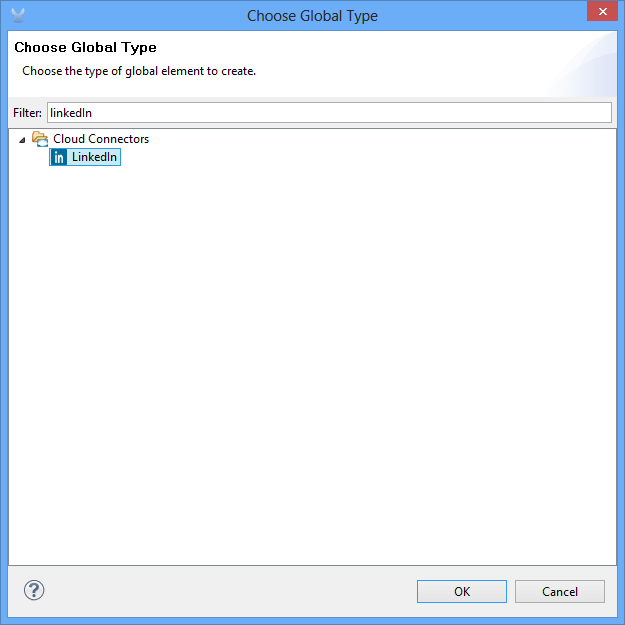 Choose Global Type
Choose Global Type
Choose the type of global element to create.
Filter: linkedIn
Cloud Connectors
in LinkedIn
? OK Cancel